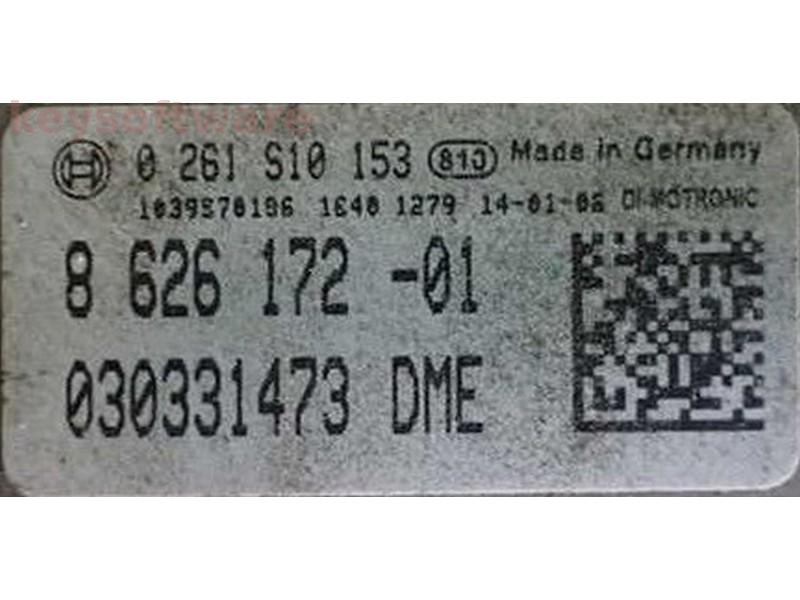 keysoftware
0 261 S10 153 810 Made in Germany
1039S70186 1640 1279 14-01-06 DI-MOTRONIC
8 626 172 -01
030331473 DME